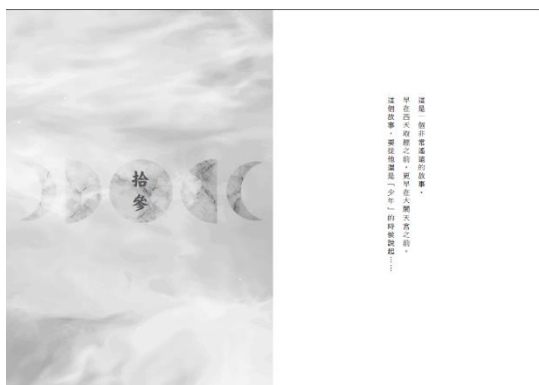 拾參
這是一個非常遙遠的故事。
早在西天取經之前，更早在大鬧天宮之前。
這個故事，要從他還是「少年」的時候說起……